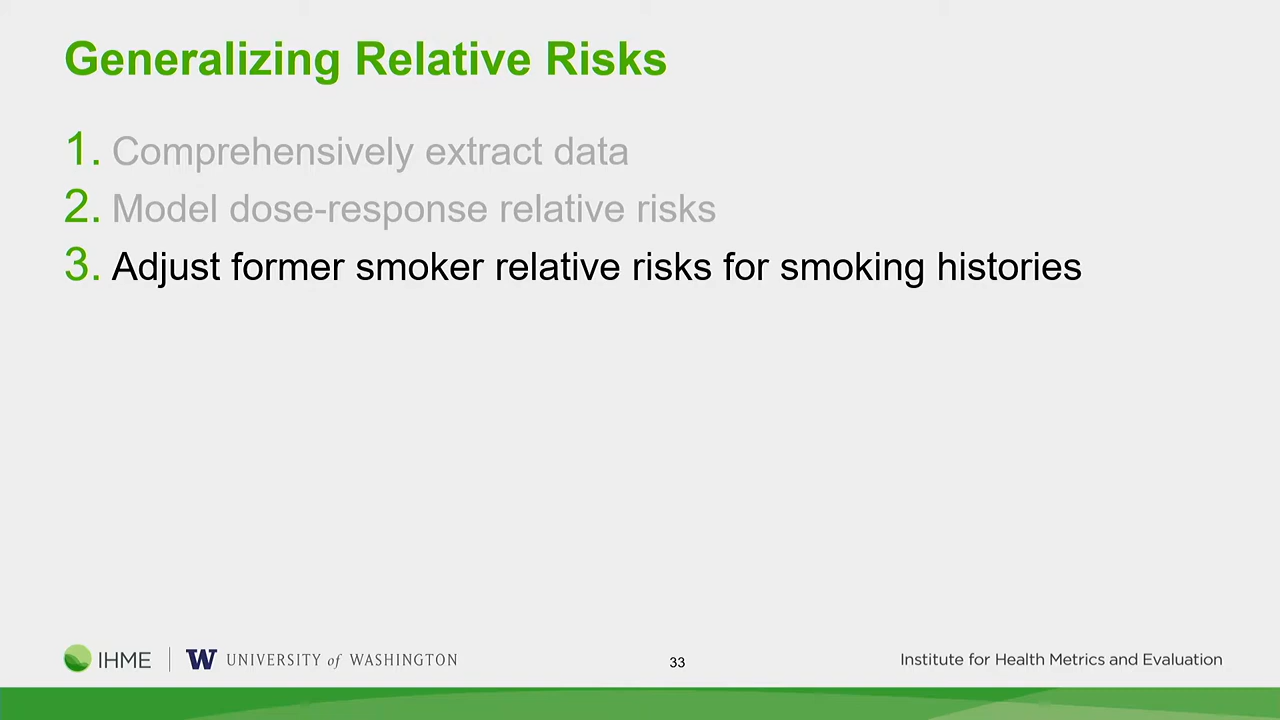 Generalizing Relative Risks
1. Comprehensively extract data
2. Model dose-response relative risks
3. Adjust former smoker relative risks for smoking histories
IHME | W UNIVERSITY of WASHINGTON
33
Institute for Health Metrics and Evaluation